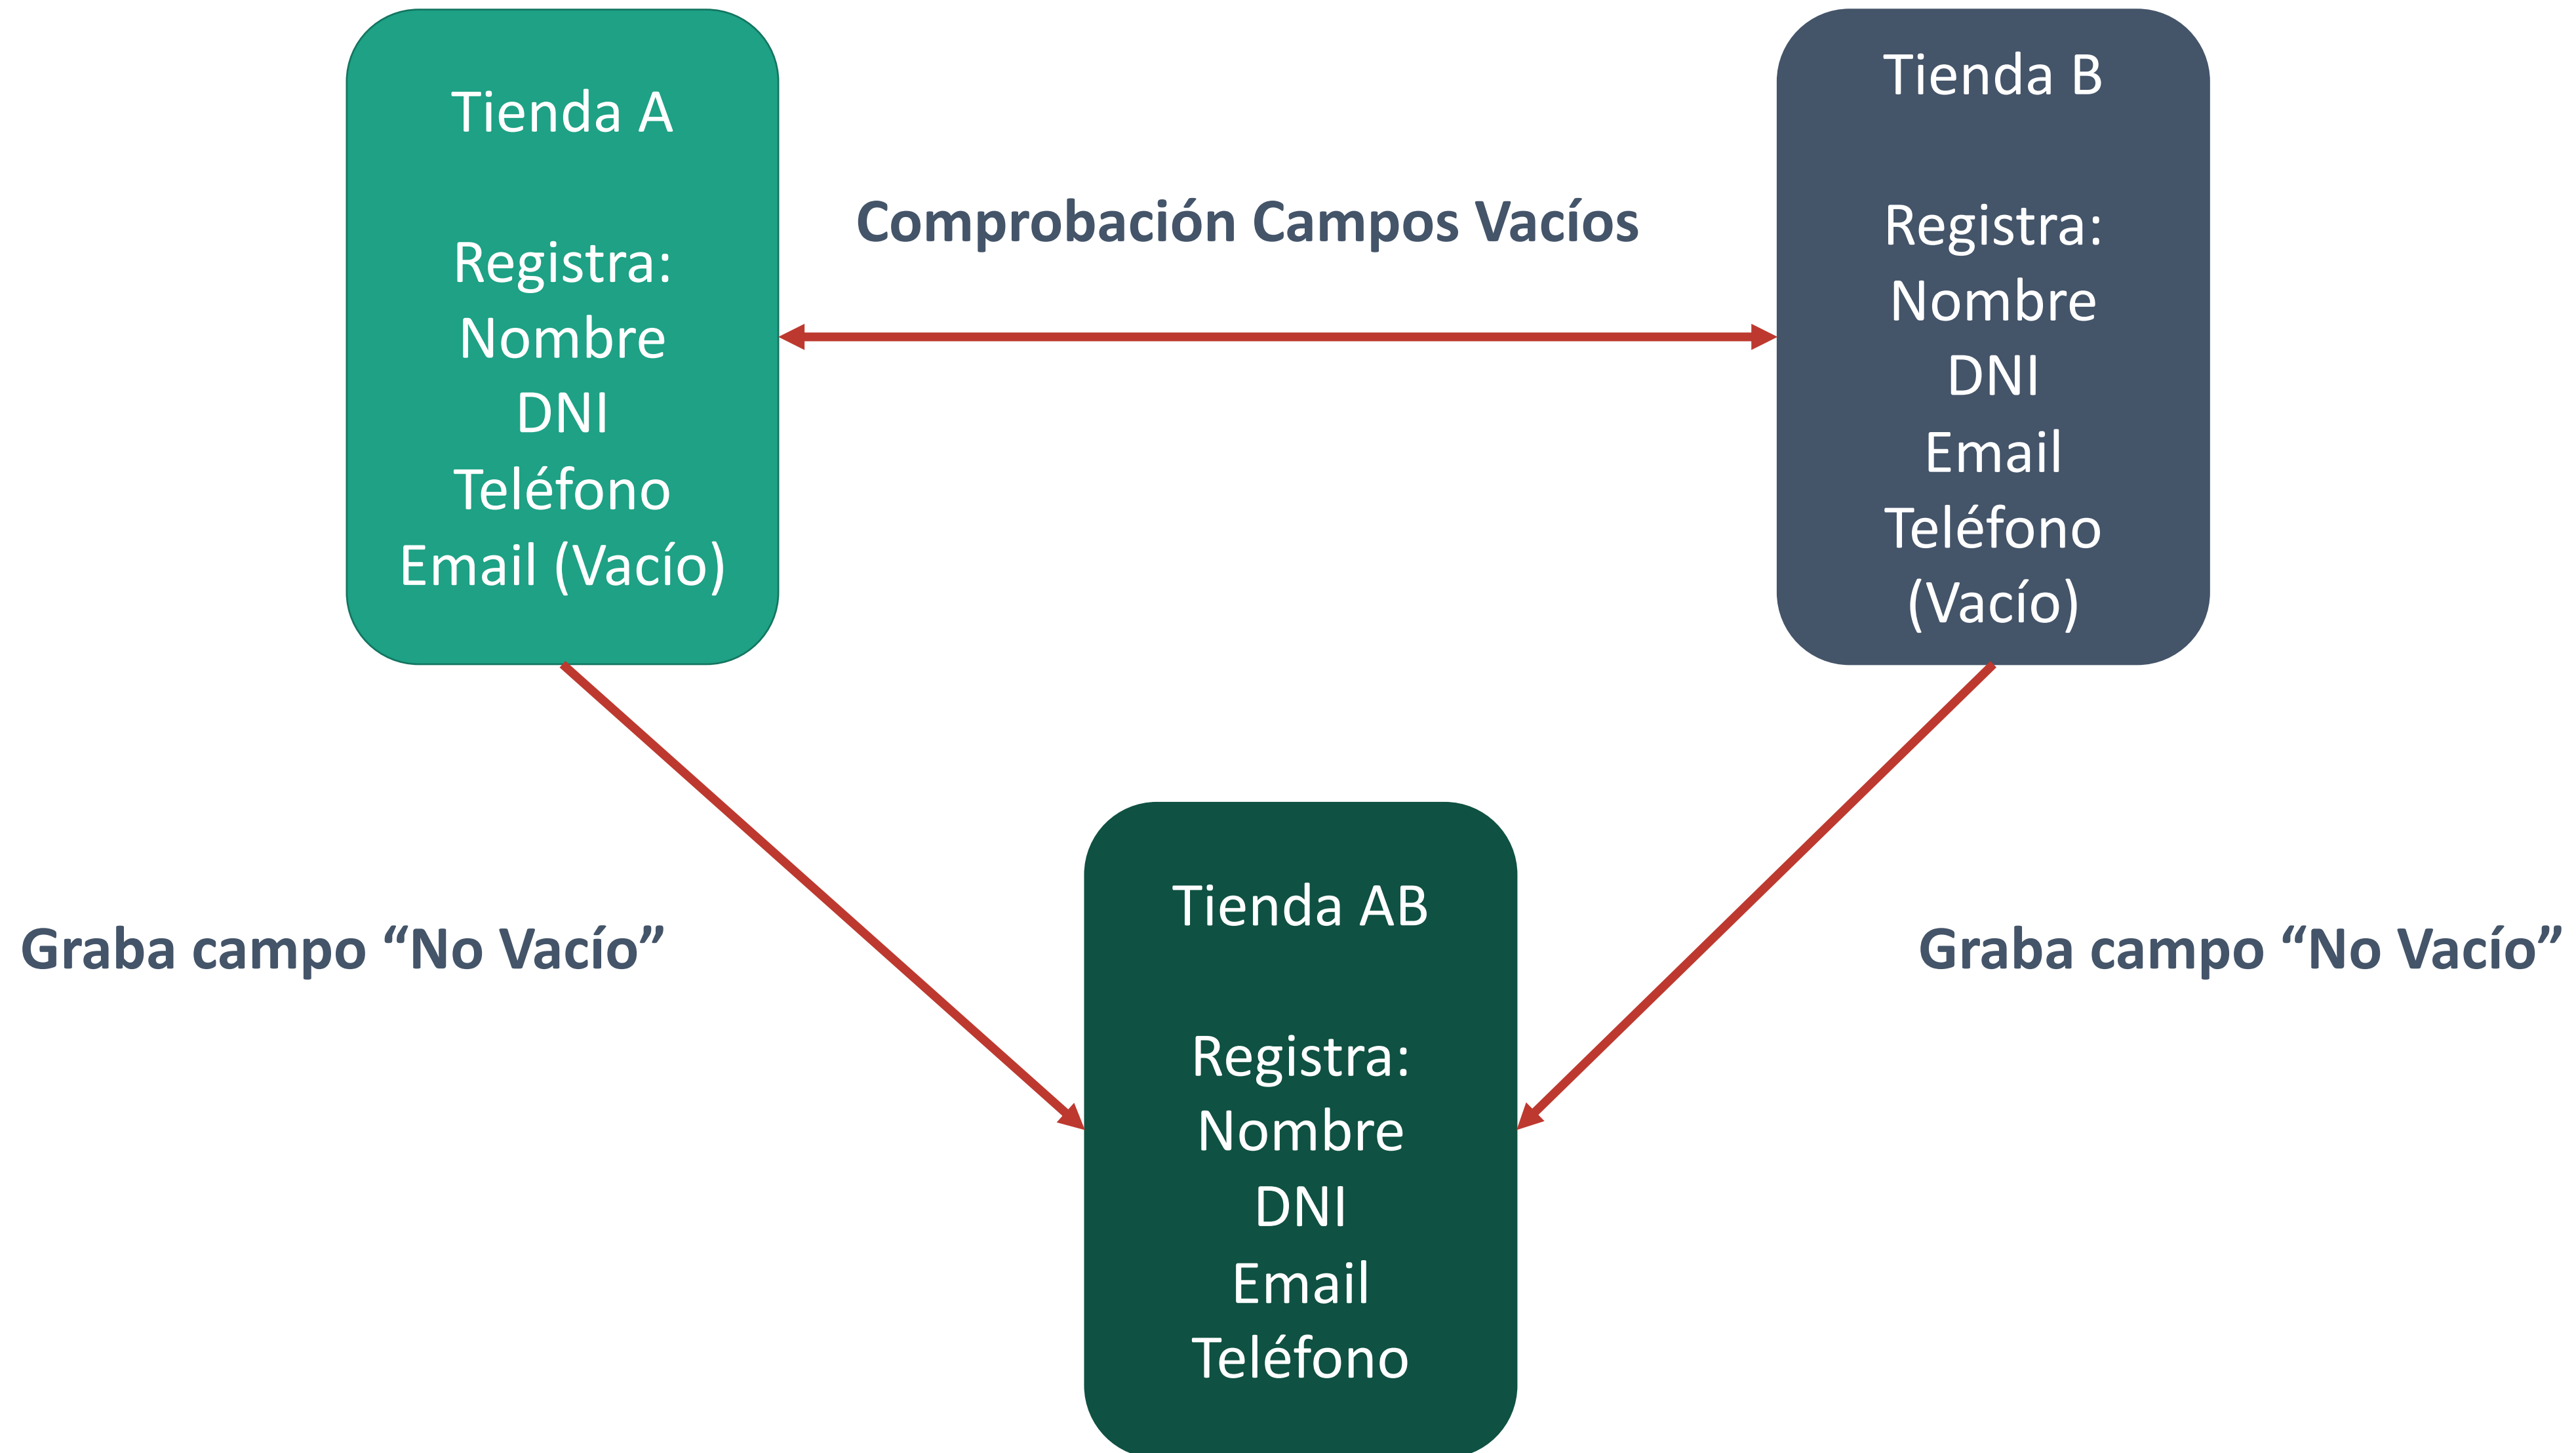 Tienda A
Registra:
Nombre
DNI
Teléfono
Email (Vacío)
Comprobación Campos Vacíos
Tienda B
Registra:
Nombre
DNI
Email
Teléfono
(Vacío)
Graba campo “No Vacío”
Tienda AB
Registra:
Nombre
DNI
Email
Teléfono
Graba campo “No Vacío”